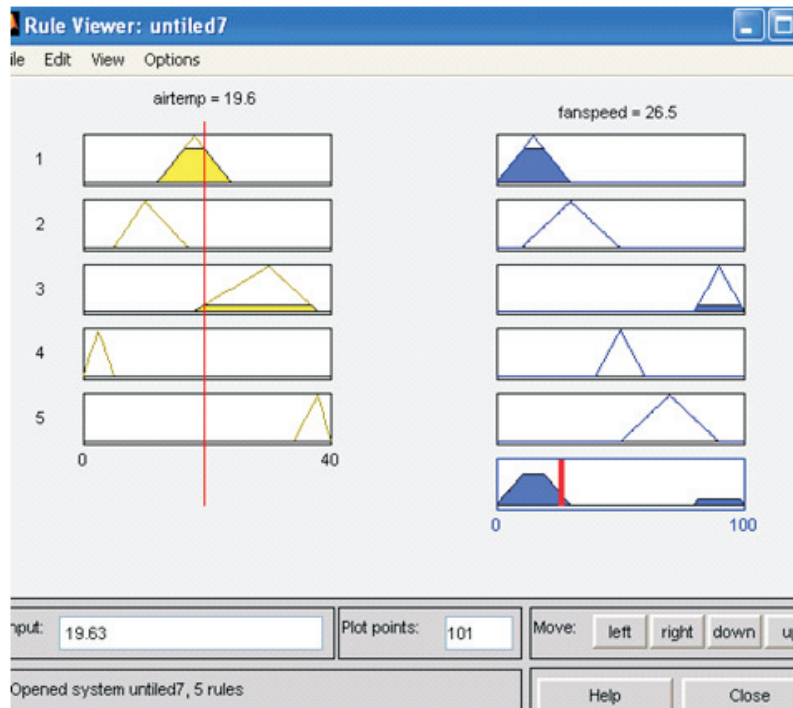 Rule Viewer: untiled7
ile Edit View Options
airtemp = 19.6
fanspeed = 26.5
1
2
3
4
5
0 40
0 100
nput: 19.63 Plot points: 101 Move: left right down up
Opened system untiled7, 5 rules Help Close